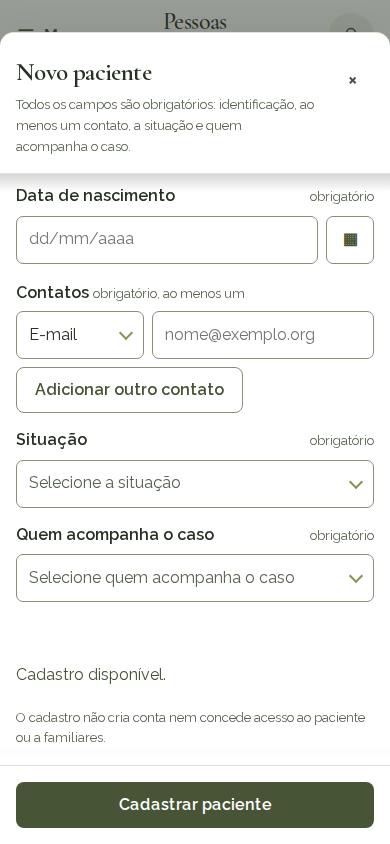 Pessoas
Novo paciente
×
Todos os campos são obrigatórios: identificação, ao
menos um contato, a situação e quem
acompanha o caso.
Data de nascimento obrigatório
dd/mm/aaaa
Contatos obrigatório, ao menos um
E-mail nome@exemplo.org
Adicionar outro contato
Situação obrigatório
Selecione a situação
Quem acompanha o caso obrigatório
Selecione quem acompanha o caso
Cadastro disponível.
O cadastro não cria conta nem concede acesso ao paciente
ou a familiares.
Cadastrar paciente